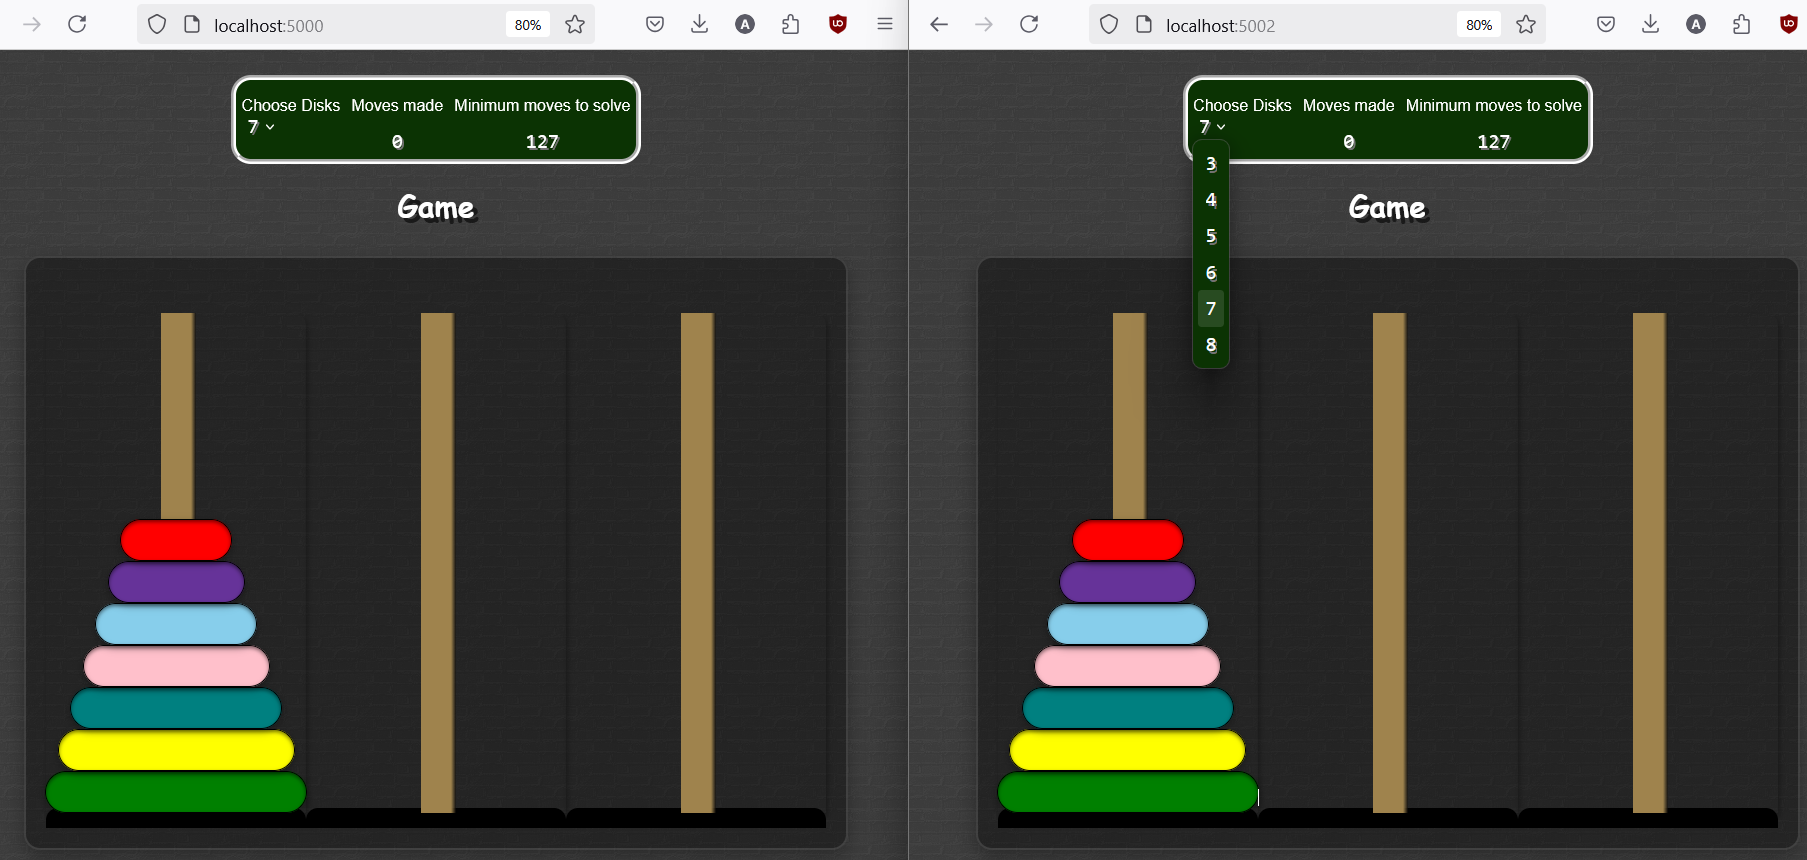 localhost:5000
80%
A
Choose Disks Moves made Minimum moves to solve
7
0 127
Game
localhost:5002
80%
A
Choose Disks Moves made Minimum moves to solve
7
0 127
3
4
5
6
7
8
Game